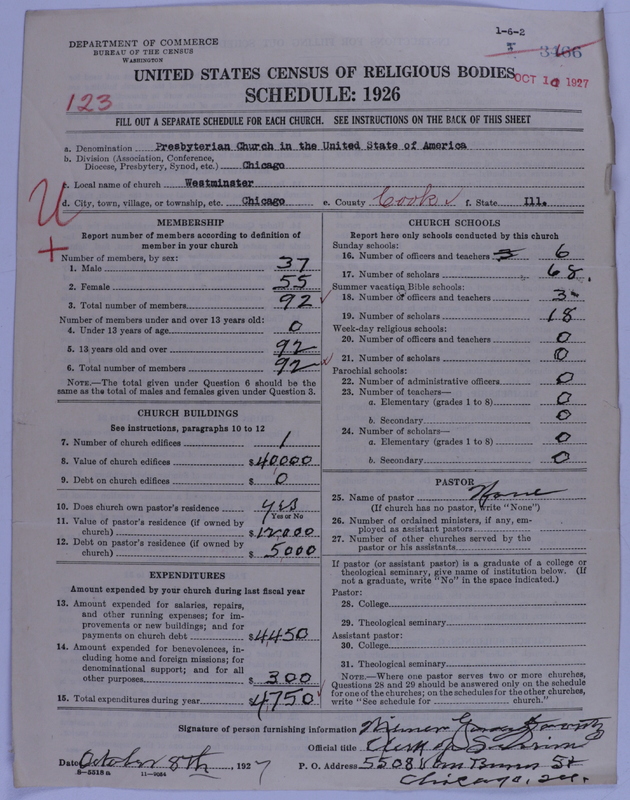 1-6-2
DEPARTMENT OF COMMERCE
BUREAU OF THE CENSUS
WASHINGTON
3466
UNITED STATES CENSUS OF RELIGIOUS BODIES
OCT 10 1927
SCHEDULE: 1926
123
FILL OUT A SEPARATE SCHEDULE FOR EACH CHURCH. SEE INSTRUCTIONS ON THE BACK OF THIS SHEET
a. Denomination Presbyterian Church in the United State of America
b. Division (Association, Conference, Diocese, Presbytery, Synod, etc.) Chicago
c. Local name of church Westminster
d. City, town, village, or township, etc. Chicago e. County Cook f. State Ill.
MEMBERSHIP
Report number of members according to definition of
member in your church
Number of members, by sex:
1. Male 37
2. Female 55
3. Total number of members 92
Number of members under and over 13 years old:
4. Under 13 years of age 0
5. 13 years old and over 92
6. Total number of members 92
NOTE.—The total given under Question 6 should be the
same as the total of males and females given under Question 3.
CHURCH BUILDINGS
See instructions, paragraphs 10 to 12
7. Number of church edifices 1
8. Value of church edifices $40000
9. Debt on church edifices $ 0
10. Does church own pastor's residence yes
Yes or No
11. Value of pastor's residence (if owned by
church) $12000
12. Debt on pastor's residence (if owned by
church) $ 5000
EXPENDITURES
Amount expended by your church during last fiscal year
13. Amount expended for salaries, repairs,
and other running expenses; for im-
provements or new buildings; and for
payments on church debt $4450
14. Amount expended for benevolences, in-
cluding home and foreign missions; for
denominational support; and for all
other purposes $ 300
15. Total expenditures during year $4750
CHURCH SCHOOLS
Report here only schools conducted by this church
Sunday schools:
16. Number of officers and teachers 6
17. Number of scholars 68.
Summer vacation Bible schools:
18. Number of officers and teachers 3
19. Number of scholars 18
Week-day religious schools:
20. Number of officers and teachers 0
21. Number of scholars 0
Parochial schools:
22. Number of administrative officers 0
23. Number of teachers—
a. Elementary (grades 1 to 8) 0
b. Secondary 0
24. Number of scholars—
a. Elementary (grades 1 to 8) 0
b. Secondary 0
PASTOR
25. Name of pastor None
(If church has no pastor, write "None")
26. Number of ordained ministers, if any, em-
ployed as assistant pastors
27. Number of other churches served by the
pastor or his assistants
If pastor (or assistant pastor) is a graduate of a college or
theological seminary, give name of institution below. (If
not a graduate, write "No" in the space indicated.)
Pastor:
28. College
29. Theological seminary
Assistant pastor:
30. College
31. Theological seminary
NOTE.—Where one pastor serves two or more churches,
Questions 28 and 29 should be answered only on the schedule
for one of the churches; on the schedules for the other churches,
write "See schedule for church."
Signature of person furnishing information
Official title Clerk of Session
Date October 8th, 1927 P. O. Address 5508 St
8-5518 a 11-9034 Chicago, Ill.